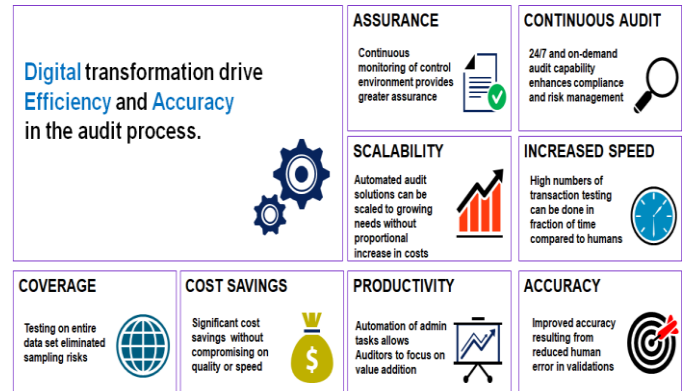 Digital transformation drive
Efficiency and Accuracy
in the audit process.
ASSURANCE
Continuous
monitoring of control
environment provides
greater assurance
CONTINUOUS AUDIT
24/7 and on-demand
audit capability
enhances compliance
and risk management
SCALABILITY
Automated audit
solutions can be
scaled to growing
needs without
proportional
increase in costs
INCREASED SPEED
High numbers of
transaction testing
can be done in
fraction of time
compared to humans
COVERAGE
Testing on entire
data set eliminated
sampling risks
COST SAVINGS
Significant cost
savings without
compromising on
quality or speed
$
PRODUCTIVITY
Automation of admin
tasks allows
Auditors to focus on
value addition
ACCURACY
Improved accuracy
resulting from
reduced human
error in validations